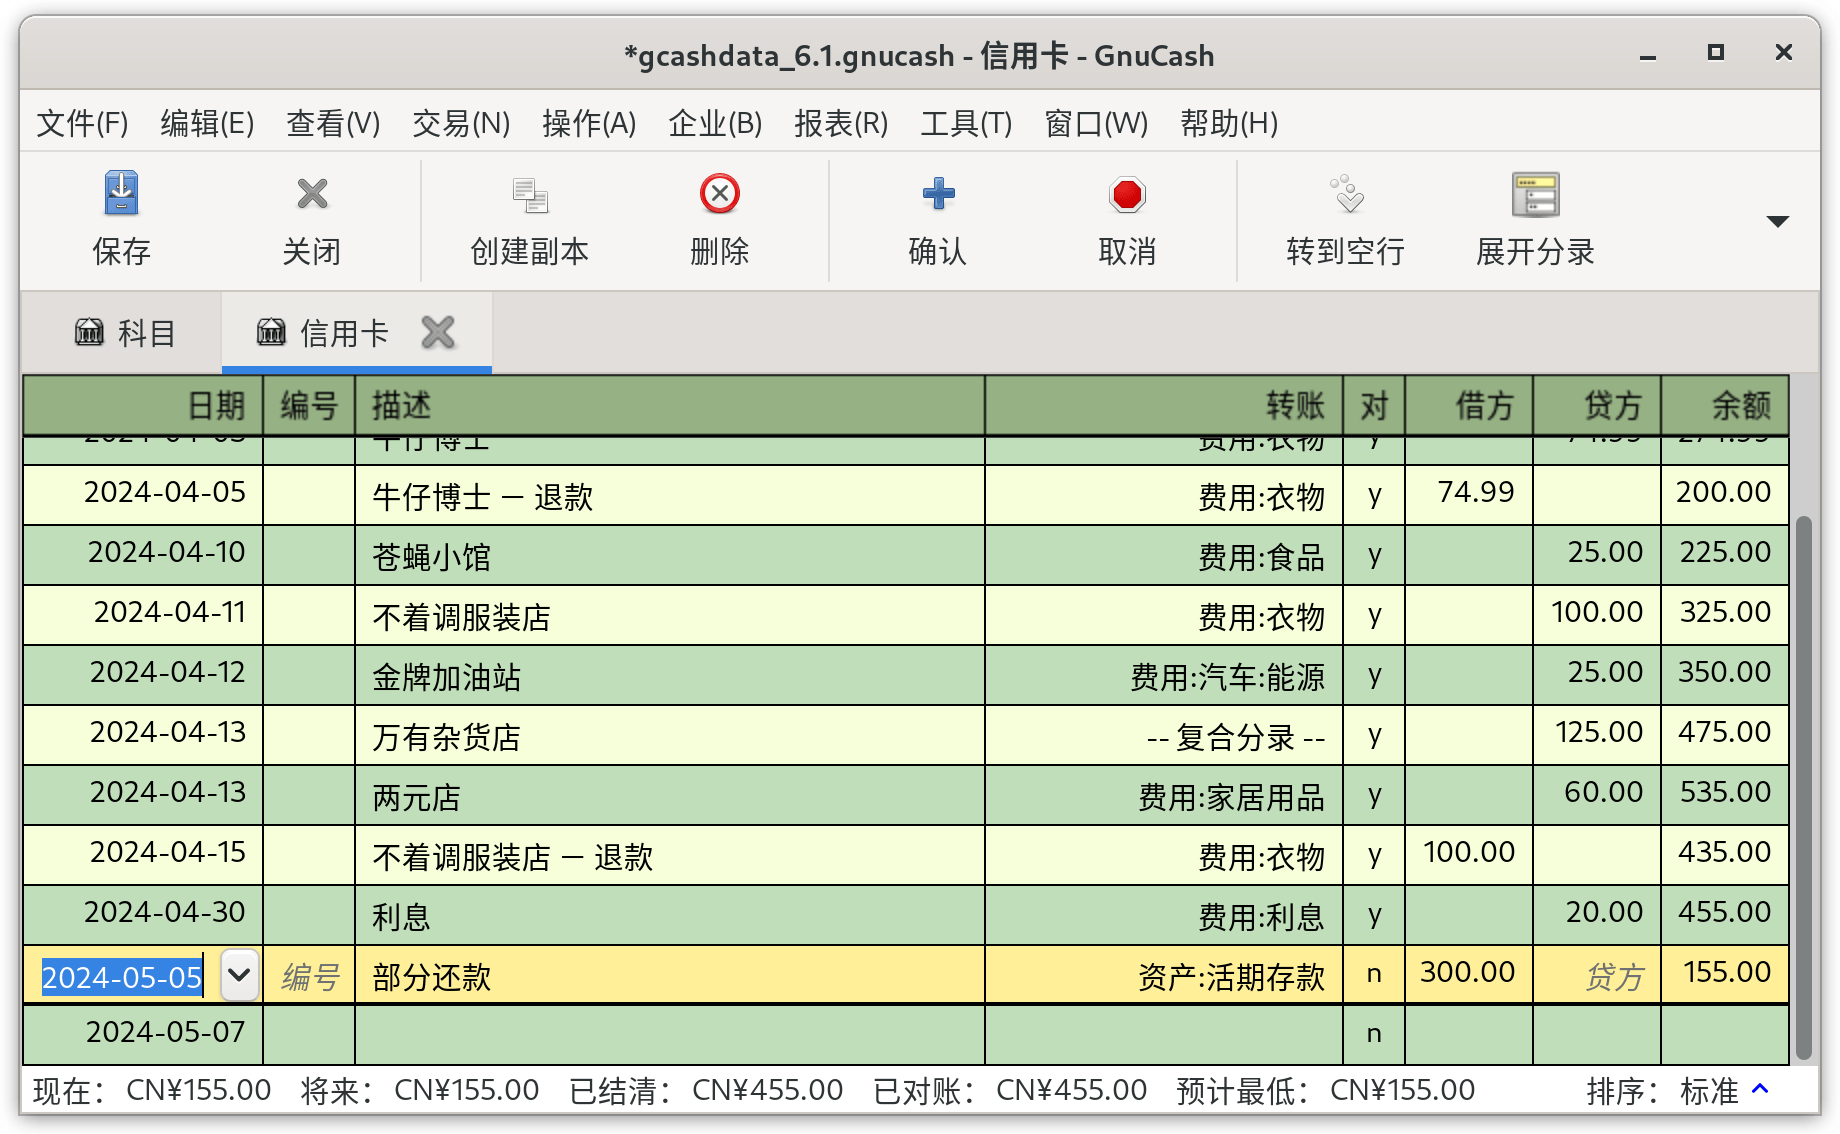 *gcashdata_6.1.gnucash - 信用卡 - GnuCash
文件(F) 编辑(E) 查看(V) 交易(N) 操作(A) 企业(B) 报表(R) 工具(T) 窗口(W) 帮助(H)
保存 关闭 创建副本 删除 确认 取消 转到空行 展开分录
科目 信用卡
日期 编号 描述 转账 对 借方 贷方 余额
牛仔博士 费用:衣物 y 74.99 274.99
2024-04-05 牛仔博士 — 退款 费用:衣物 y 74.99 200.00
2024-04-10 苍蝇小馆 费用:食品 y 25.00 225.00
2024-04-11 不着调服装店 费用:衣物 y 100.00 325.00
2024-04-12 金牌加油站 费用:汽车:能源 y 25.00 350.00
2024-04-13 万有杂货店 -- 复合分录 -- y 125.00 475.00
2024-04-13 两元店 费用:家居用品 y 60.00 535.00
2024-04-15 不着调服装店 — 退款 费用:衣物 y 100.00 435.00
2024-04-30 利息 费用:利息 y 20.00 455.00
2024-05-05 编号 部分还款 资产:活期存款 n 300.00 贷方 155.00
2024-05-07 n
现在： CN¥155.00 将来： CN¥155.00 已结清： CN¥455.00 已对账： CN¥455.00 预计最低： CN¥155.00 排序： 标准